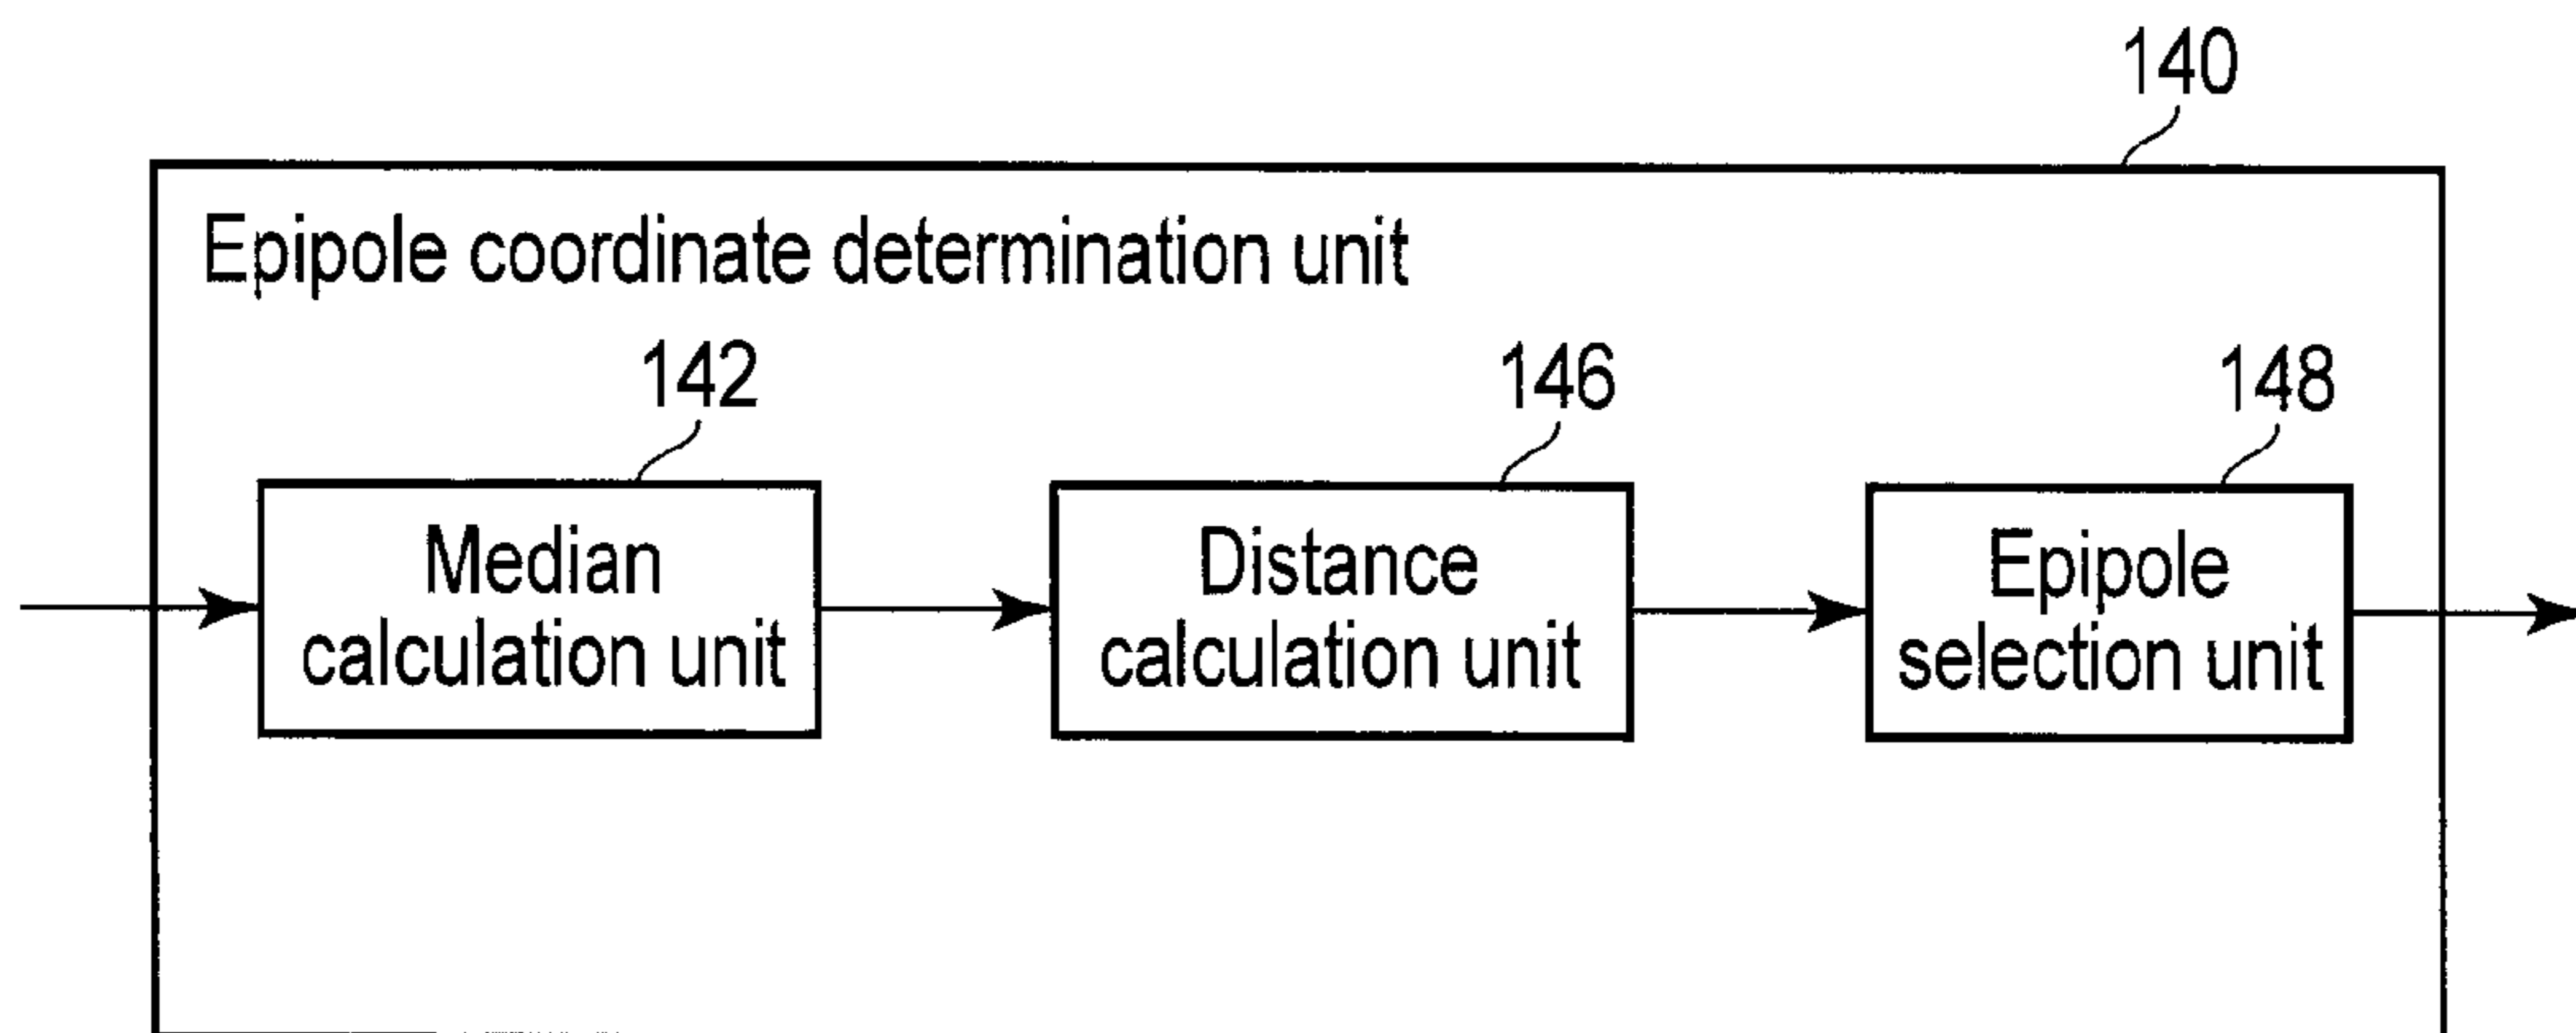 140
Epipole coordinate determination unit
142
146
148
Median
calculation unit
Distance
calculation unit
Epipole
selection unit